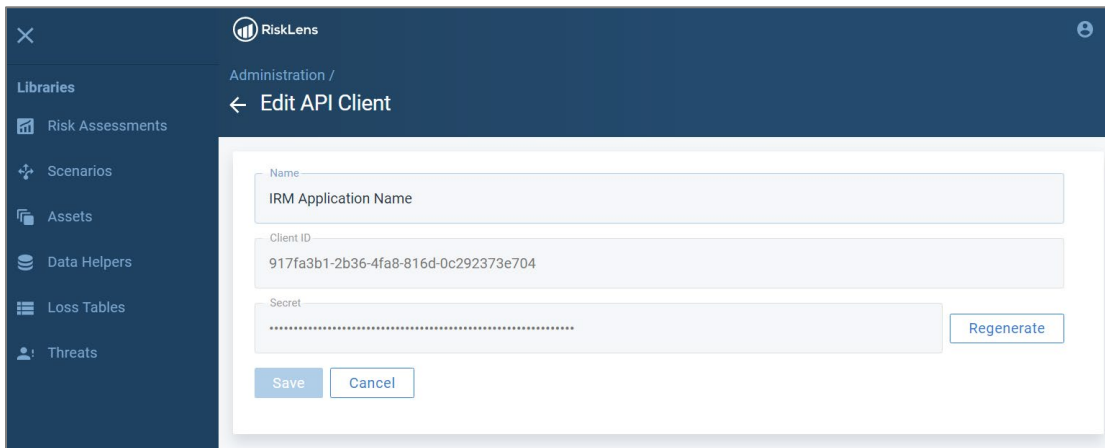 RiskLens
Libraries
Risk Assessments
Scenarios
Assets
Data Helpers
Loss Tables
Threats
Administration /
Edit API Client
Name
IRM Application Name
Client ID
917fa3b1-2b36-4fa8-816d-0c292373e704
Secret
Regenerate
Save
Cancel